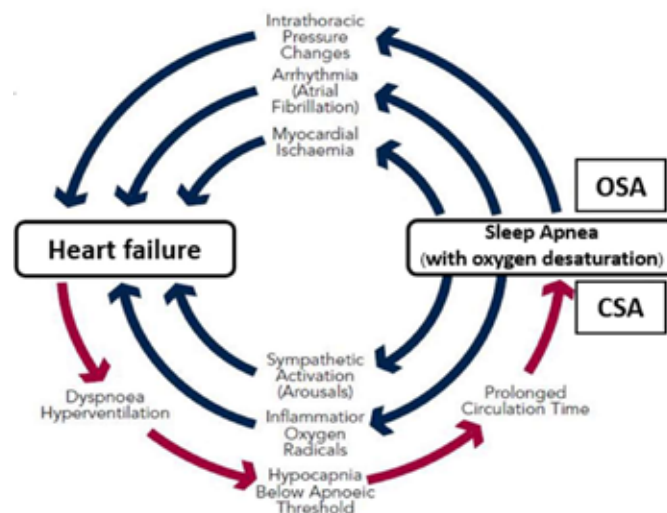 Intrathoracic
Pressure
Changes
Arrhythmia
(Atrial
Fibrillation)
Myocardial
Ischaemia
OSA
Heart failure
Sleep Apnea
(with oxygen desaturation)
CSA
Sympathetic
Activation
(Arousals)
Dyspnoea
Hyperventilation
Prolonged
Circulation Time
Inflammation
Oxygen
Radicals
Hypocapnia
Below Apnoeic
Threshold